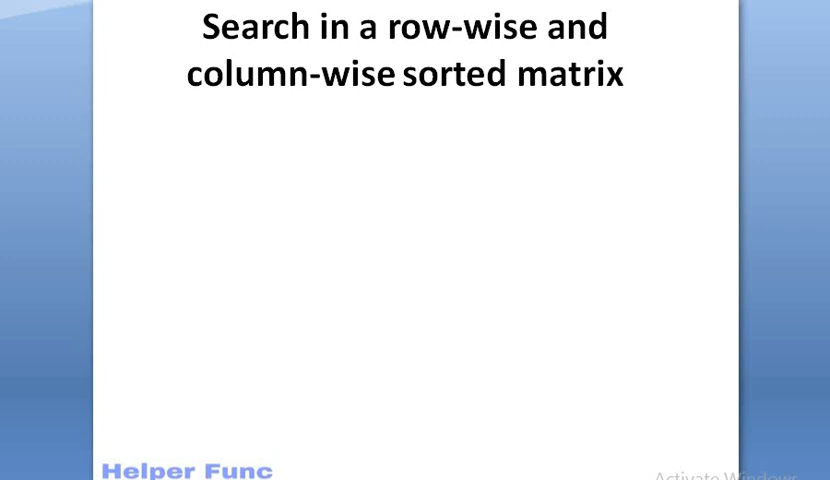 Search in a row-wise and
column-wise sorted matrix
Helper Func
Activate Windows